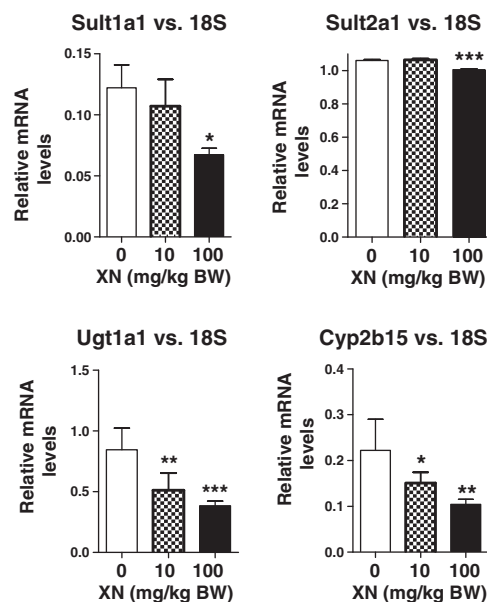 Sult1a1 vs. 18S
Relative mRNA
levels
0.15
0.10
0.05
0.00
*
0 10 100
XN (mg/kg BW)
Sult2a1 vs. 18S
Relative mRNA
levels
1.0
0.8
0.6
0.4
0.2
0.0
***
0 10 100
XN (mg/kg BW)
Ugt1a1 vs. 18S
Relative mRNA
levels
1.5
1.0
0.5
0.0
**
***
0 10 100
XN (mg/kg BW)
Cyp2b15 vs. 18S
Relative mRNA
levels
0.4
0.3
0.2
0.1
0.0
*
**
0 10 100
XN (mg/kg BW)